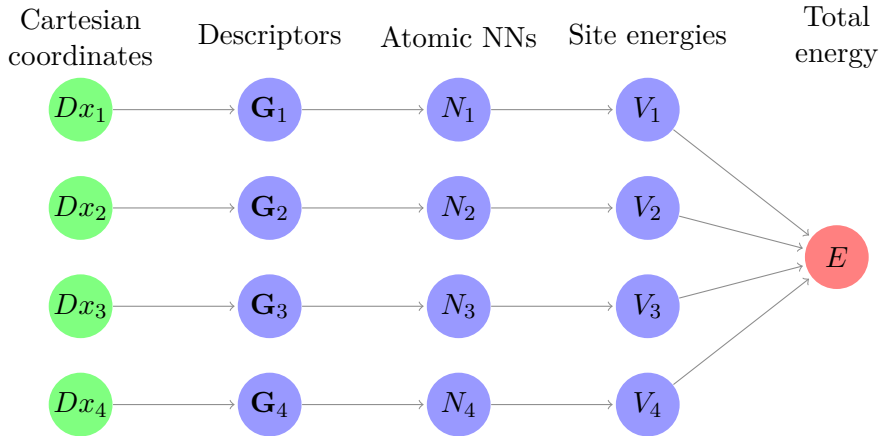 Cartesian coordinates
Descriptors
Atomic NNs
Site energies
Total energy
Dx₁ G₁ N₁ V₁
Dx₂ G₂ N₂ V₂
E
Dx₃ G₃ N₃ V₃
Dx₄ G₄ N₄ V₄